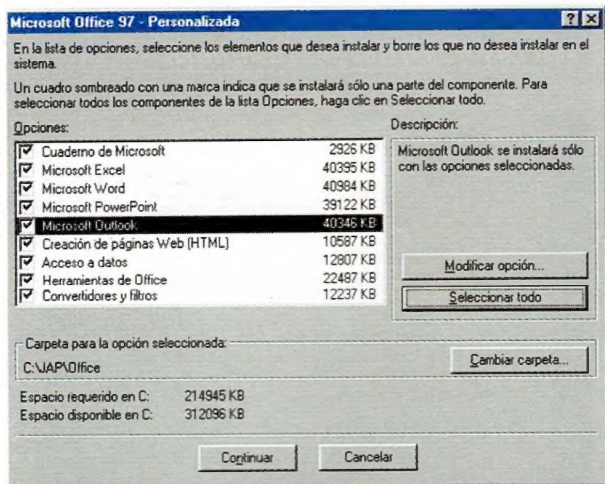 Microsoft Office 97 - Personalizada
En la lista de opciones, seleccione los elementos que desea instalar y borre los que no desea instalar en el
sistema.
Un cuadro sombreado con una marca indica que se instalará sólo una parte del componente. Para
seleccionar todos los componentes de la lista Opciones, haga clic en Seleccionar todo.
Opciones:
Descripción:
Cuaderno de Microsoft 2926 KB
Microsoft Excel 40395 KB
Microsoft Word 40984 KB
Microsoft PowerPoint 39122 KB
Microsoft Outlook 40346 KB
Creación de páginas Web (HTML) 10587 KB
Acceso a datos 12807 KB
Herramientas de Office 22487 KB
Convertidores y filtros 12237 KB
Microsoft Outlook se instalará sólo
con las opciones seleccionadas.
Modificar opción...
Seleccionar todo
Carpeta para la opción seleccionada:
C:\JAP\Office
Cambiar carpeta...
Espacio requerido en C: 214945 KB
Espacio disponible en C: 312096 KB
Continuar Cancelar